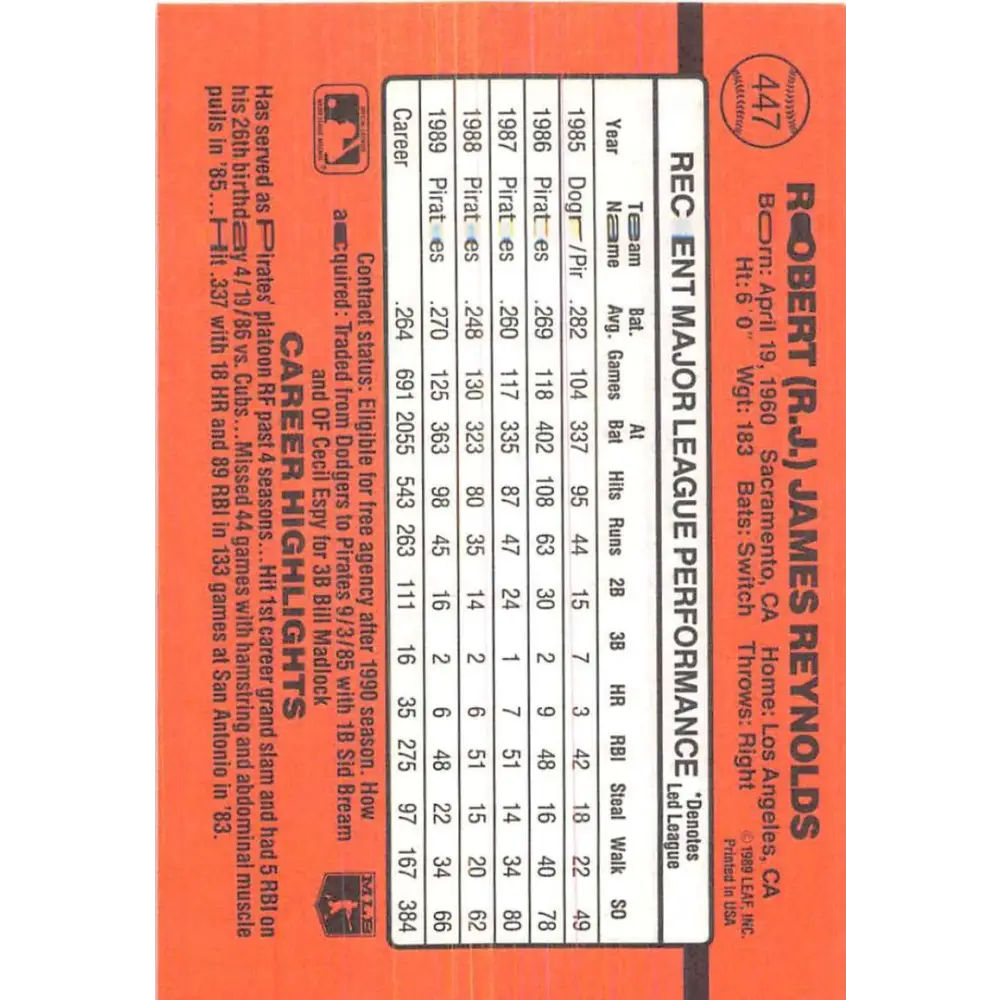 447
ROBERT (R.J.) JAMES REYNOLDS
Born: April 19, 1960 Sacramento, CA Home: Los Angeles, CA
Ht: 6'0" Wgt: 183 Bats: Switch Throws: Right
© 1989 LEAF, INC.
Printed in USA
RECENT MAJOR LEAGUE PERFORMANCE
*Denotes
Led League
Year Team Name Bat. Avg. Games At Bat Hits Runs 2B 3B HR RBI Steal Walk SO
1985 Dogr/Pir .282 104 337 95 44 15 7 3 42 18 22 49
1986 Pirates .269 118 402 108 63 30 2 9 48 16 40 78
1987 Pirates .260 117 335 87 47 24 1 7 51 14 34 80
1988 Pirates .248 130 323 80 35 14 2 6 51 15 20 62
1989 Pirates .270 125 363 98 45 16 2 6 48 22 34 66
Career .264 691 2055 543 263 111 16 35 275 97 167 384
Contract status: Eligible for free agency after 1990 season. How
acquired: Traded from Dodgers to Pirates 9/3/85 with 1B Sid Bream
and OF Cecil Espy for 3B Bill Madlock
MLB
CAREER HIGHLIGHTS
Has served as Pirates' platoon RF past 4 seasons...Hit 1st career grand slam and had 5 RBI on
his 26th birthday 4/19/86 vs. Cubs...Missed 44 games with hamstring and abdominal muscle
pulls in '85...Hit .337 with 18 HR and 89 RBI in 133 games at San Antonio in '83.